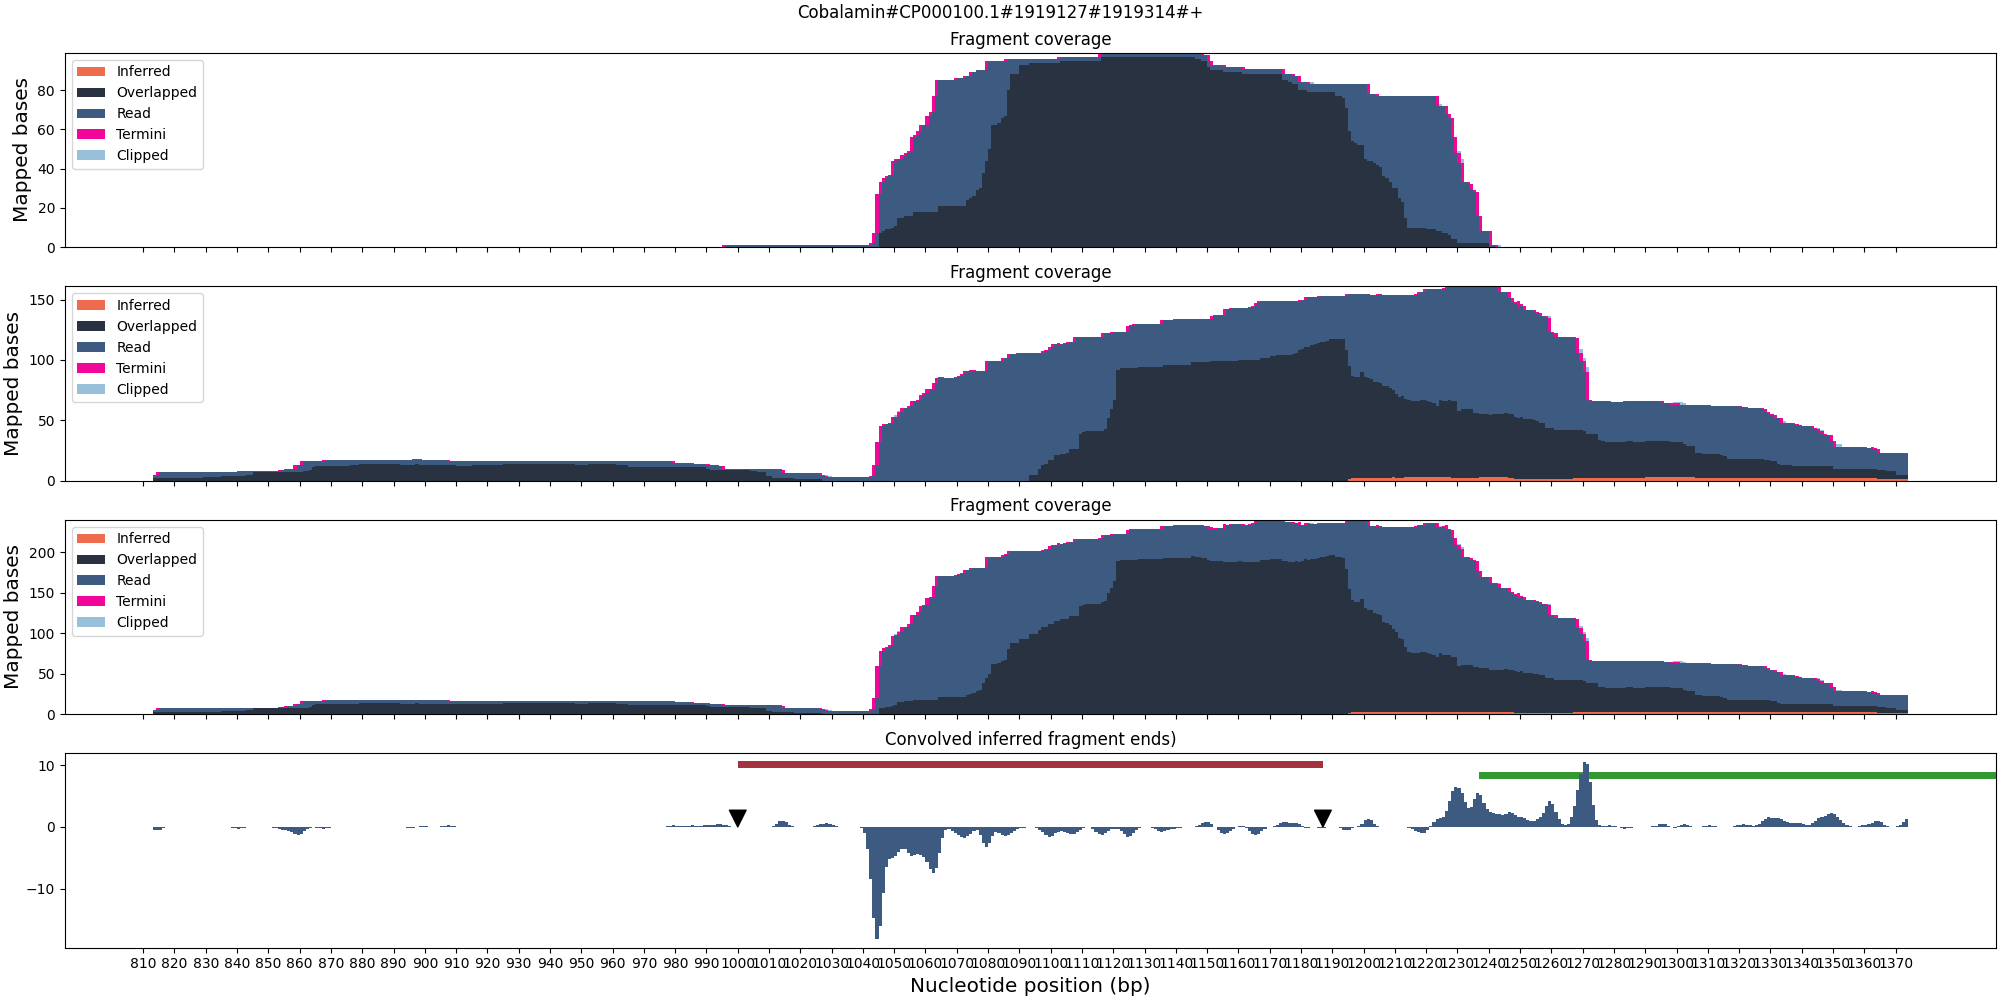 Cobalamin#CP000100.1#1919127#1919314#+
Fragment coverage
Mapped bases
80
60
40
20
0
Inferred
Overlapped
Read
Termini
Clipped
Fragment coverage
Mapped bases
150
100
50
0
Inferred
Overlapped
Read
Termini
Clipped
Fragment coverage
Mapped bases
200
150
100
50
0
Inferred
Overlapped
Read
Termini
Clipped
Convolved inferred fragment ends)
10
0
−10
810 820 830 840 850 860 870 880 890 900 910 920 930 940 950 960 970 980 990 1000 1010 1020 1030 1040 1050 1060 1070 1080 1090 1100 1110 1120 1130 1140 1150 1160 1170 1180 1190 1200 1210 1220 1230 1240 1250 1260 1270 1280 1290 1300 1310 1320 1330 1340 1350 1360 1370
Nucleotide position (bp)